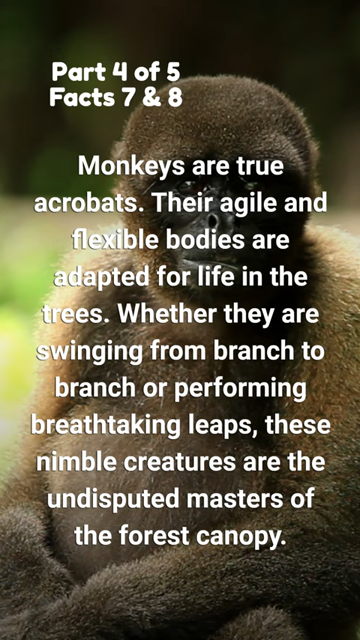 Part 4 of 5
Facts 7 & 8
Monkeys are true
acrobats. Their agile and
flexible bodies are
adapted for life in the
trees. Whether they are
swinging from branch to
branch or performing
breathtaking leaps, these
nimble creatures are the
undisputed masters of
the forest canopy.